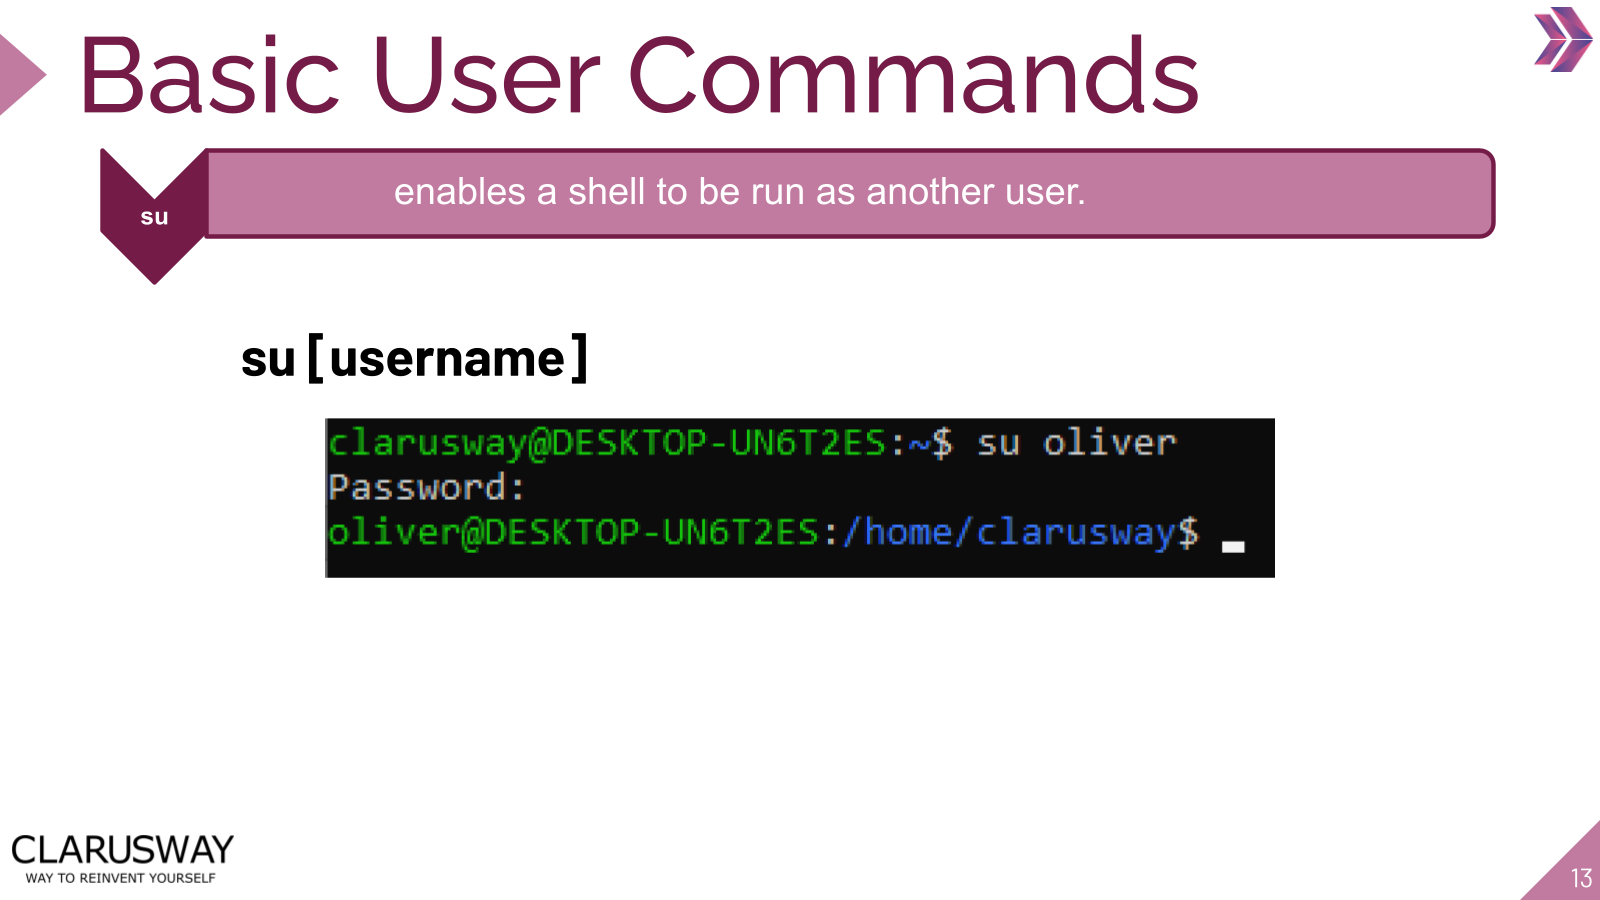 Basic User Commands
su
enables a shell to be run as another user.
su [username]
clarusway@DESKTOP-UN6T2ES:~$ su oliver
Password:
oliver@DESKTOP-UN6T2ES:/home/clarusway$ _
CLARUSWAY
WAY TO REINVENT YOURSELF
13